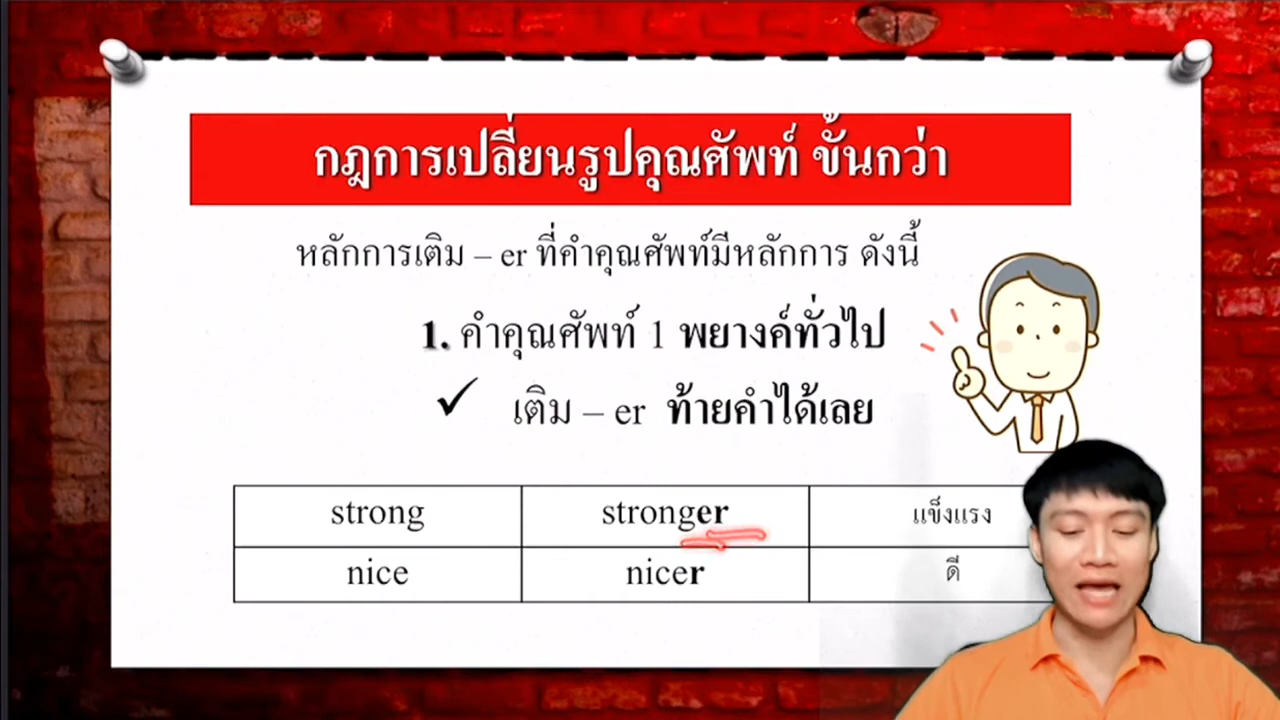 กฎการเปลี่ยนรูปคุณศัพท์ ขั้นกว่า
หลักการเติม – er ที่คำคุณศัพท์มีหลักการ ดังนี้
1. คำคุณศัพท์ 1 พยางค์ทั่วไป
✓ เติม – er ท้ายคำได้เลย
strong stronger แข็งแรง
nice nicer ดี